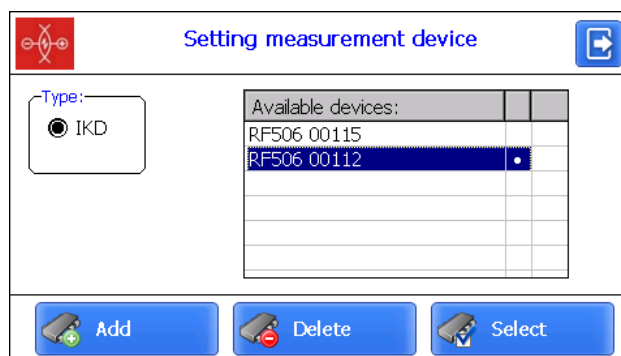 Setting measurement device
Type:
IKD
Available devices:
RF506 00115
RF506 00112
Add
Delete
Select